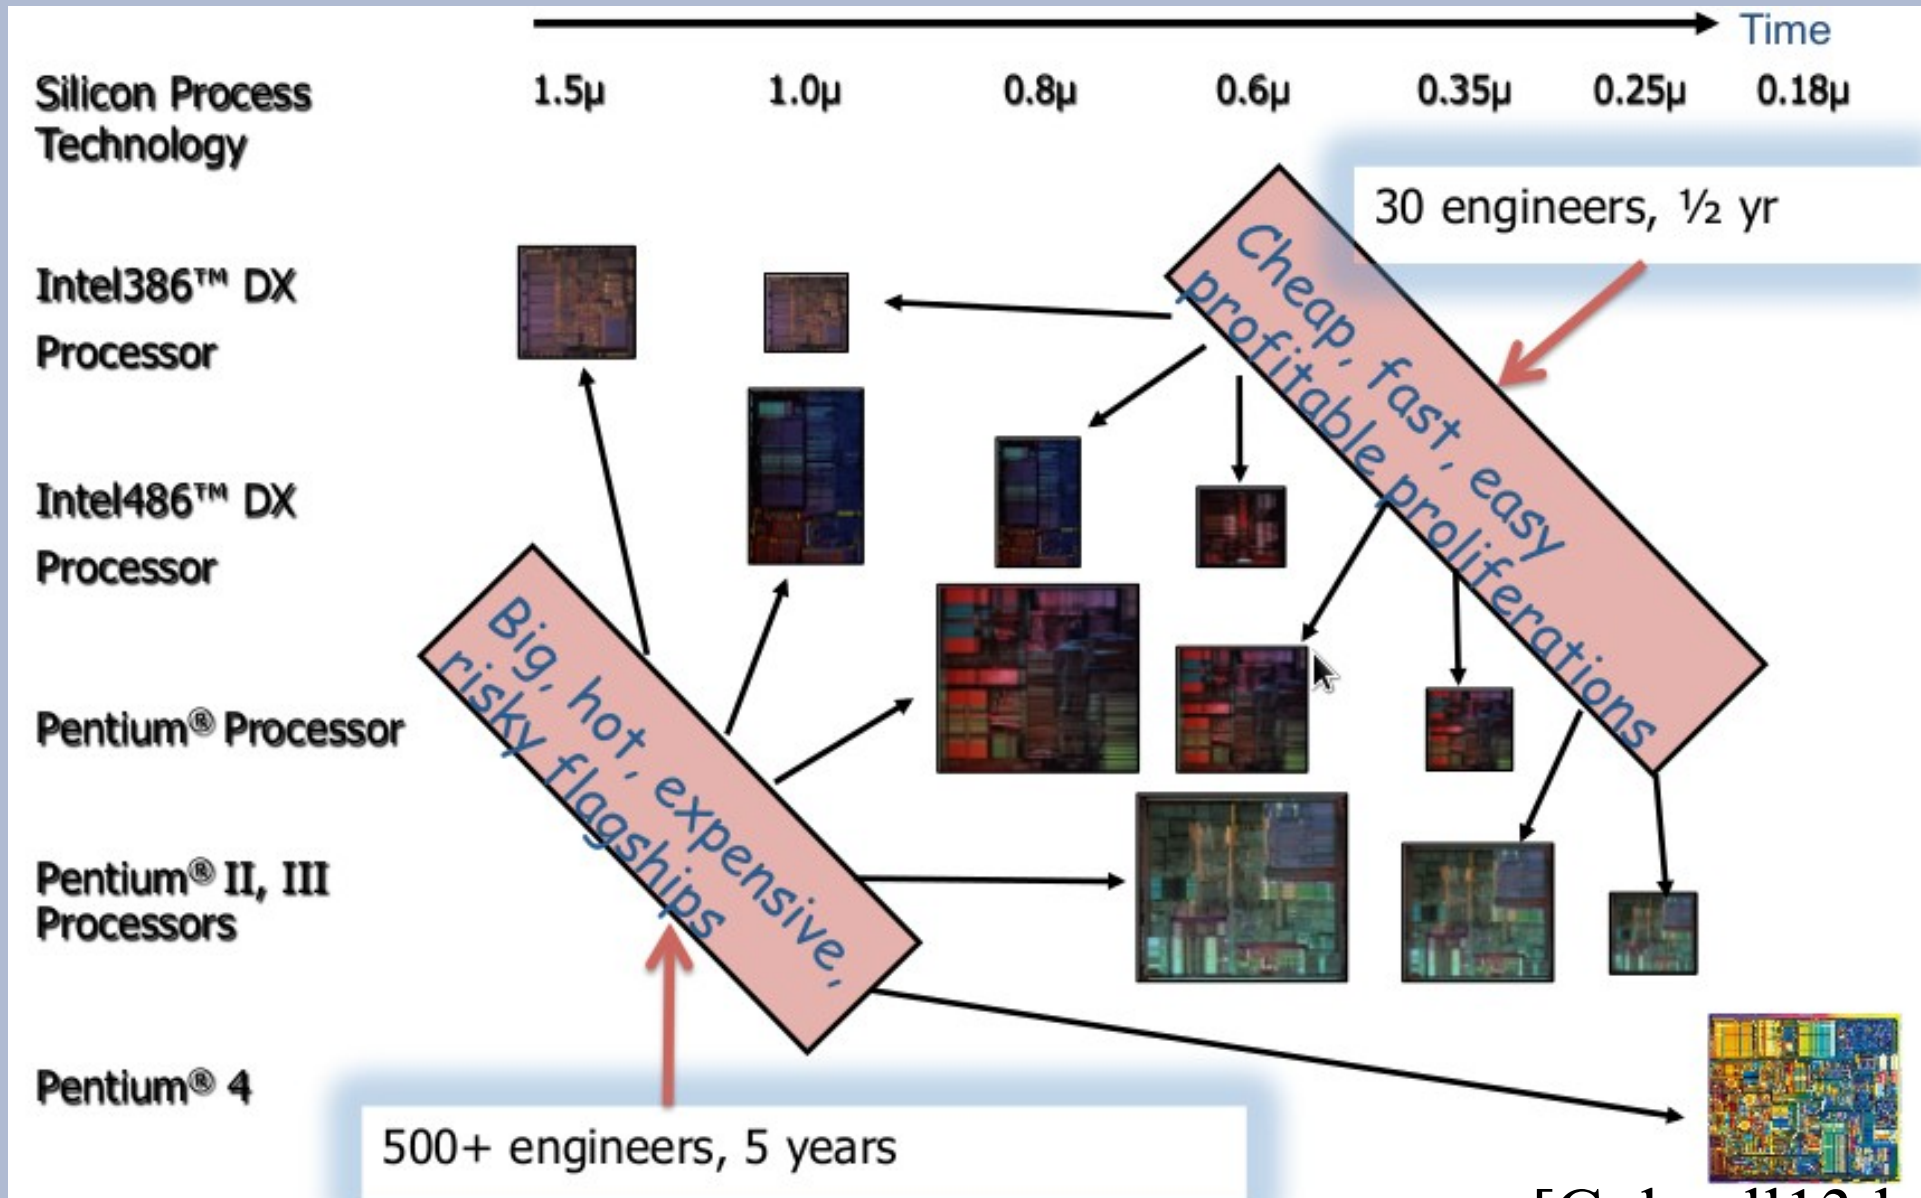 Time
Silicon Process
Technology
1.5µ 1.0µ 0.8µ 0.6µ 0.35µ 0.25µ 0.18µ
30 engineers, ½ yr
Cheap, fast, easy
profitable proliferations
Intel386™ DX
Processor
Intel486™ DX
Processor
Big, hot, expensive,
risky flagships
Pentium® Processor
Pentium® II, III
Processors
Pentium® 4
500+ engineers, 5 years